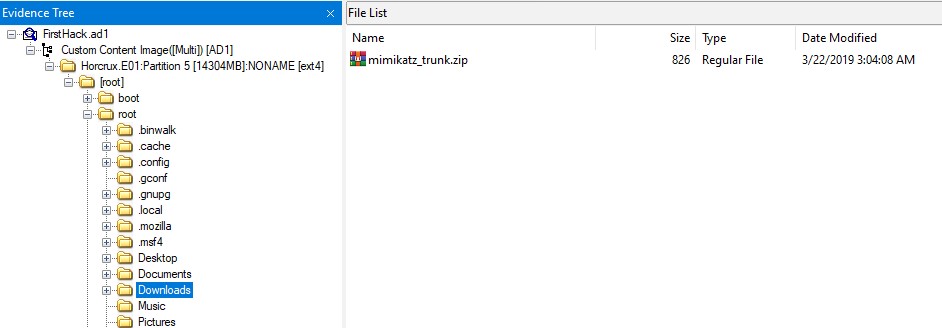 Evidence Tree
FirstHack.ad1
Custom Content Image([Multi]) [AD1]
Horcrux.E01:Partition 5 [14304MB]:NONAME [ext4]
[root]
boot
root
.binwalk
.cache
.config
.gconf
.gnupg
.local
.mozilla
.msf4
Desktop
Documents
Downloads
Music
Pictures
File List
Name Size Type Date Modified
mimikatz_trunk.zip 826 Regular File 3/22/2019 3:04:08 AM